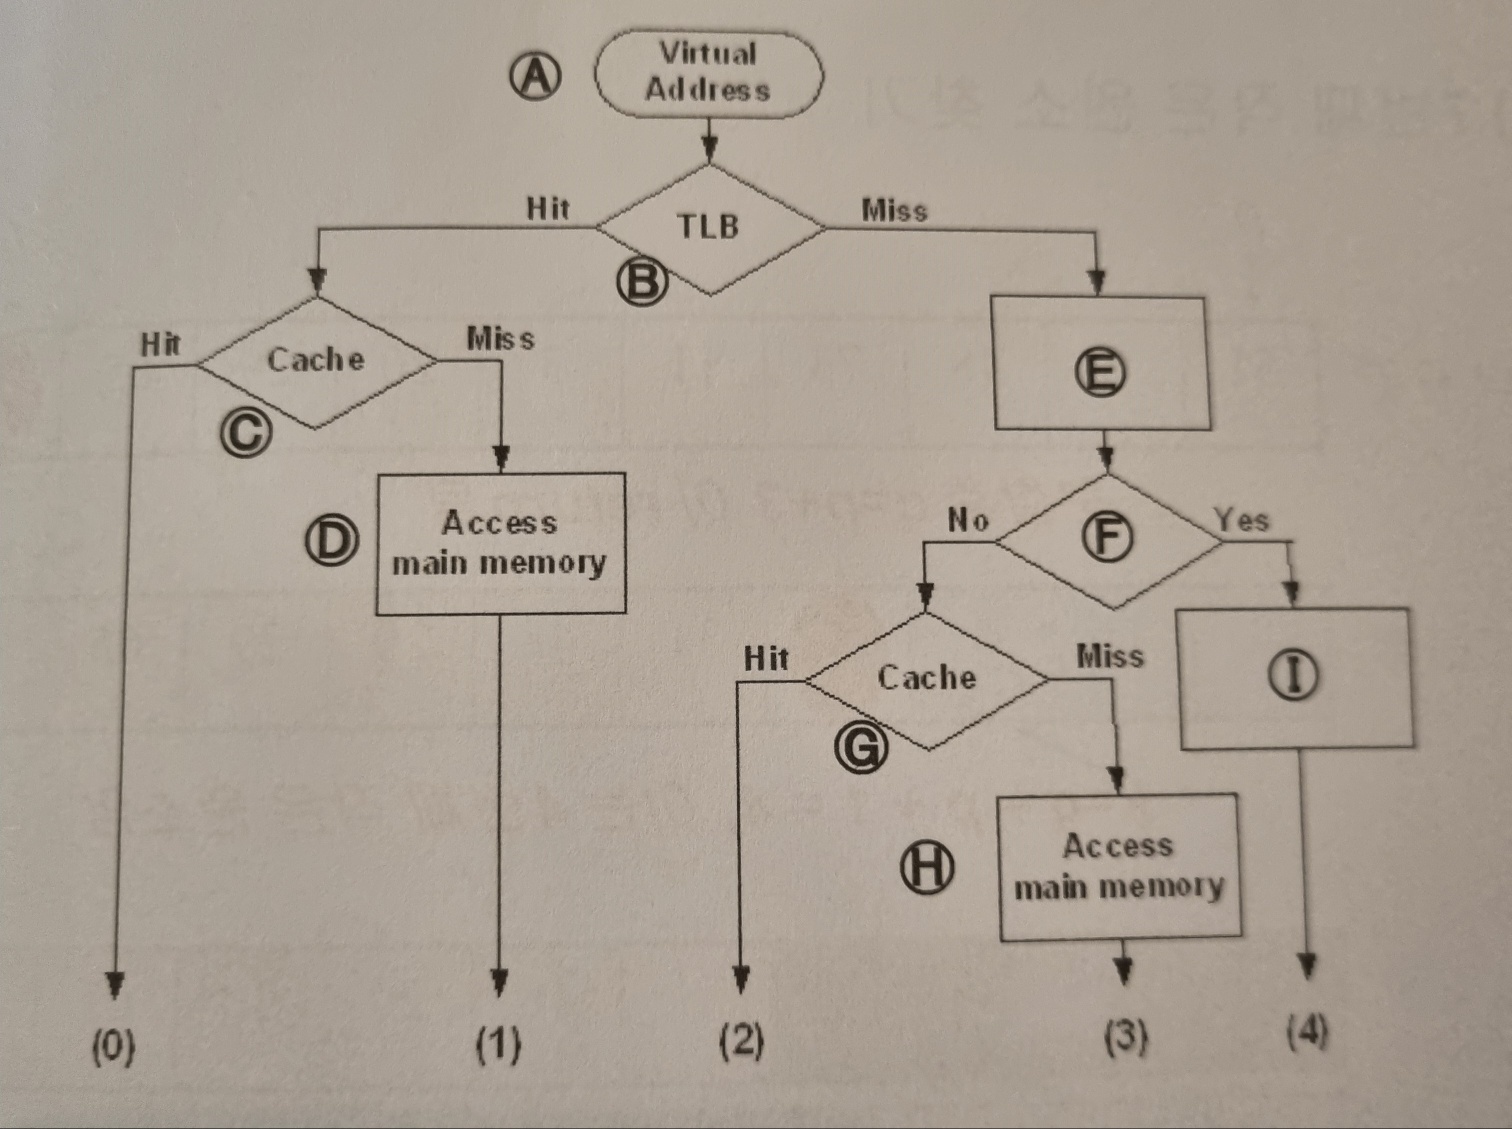 Ⓐ
Virtual
Address
Hit
TLB
Miss
Ⓑ
Hit
Cache
Miss
Ⓒ
Ⓔ
Ⓓ
Access
main memory
No
Ⓕ
Yes
Hit
Cache
Miss
Ⓖ
Ⓘ
Ⓗ
Access
main memory
(0)
(1)
(2)
(3)
(4)